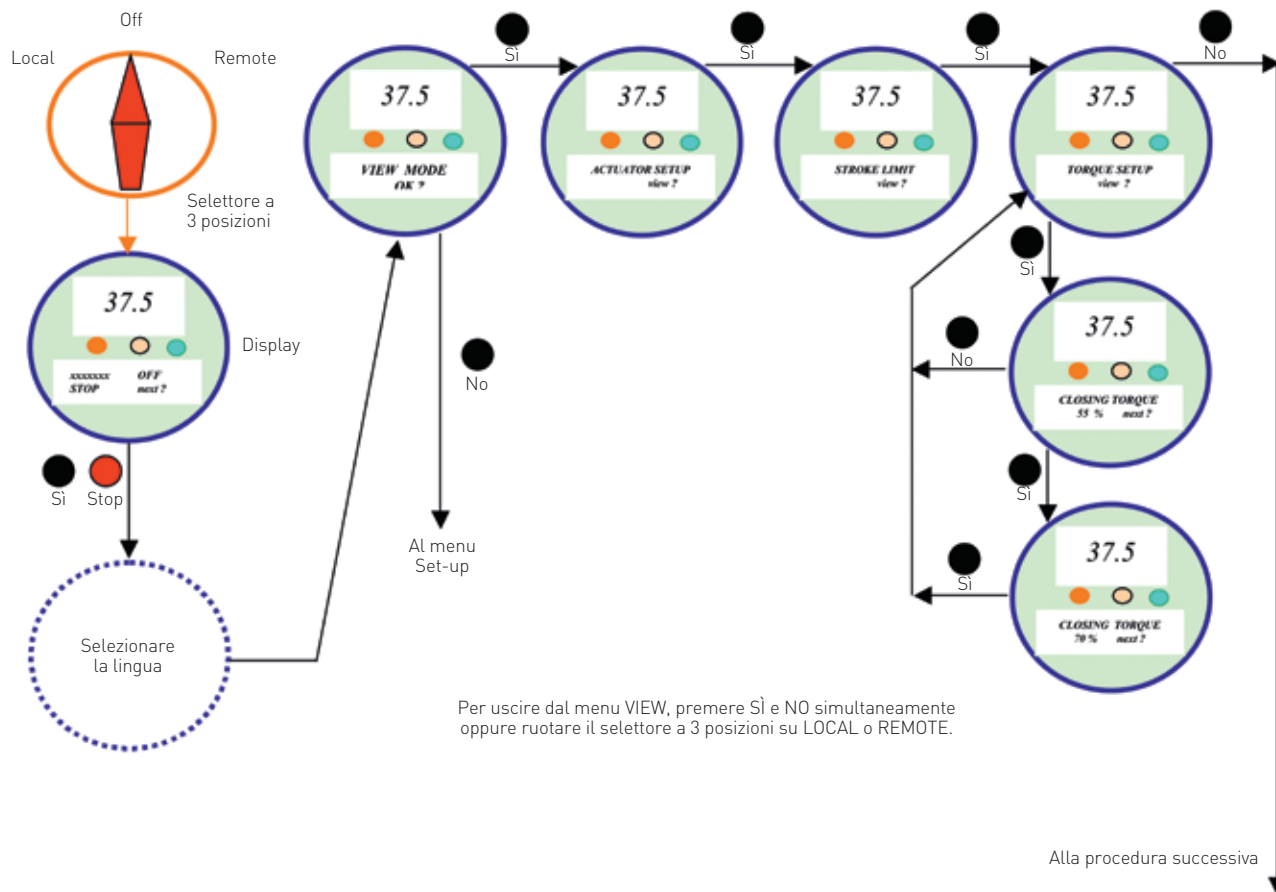 Off
Local
Remote
Selettore a
3 posizioni
37.5
xxxxxxx OFF
STOP next ?
Display
Sì
Stop
Selezionare
la lingua
37.5
VIEW MODE
OK ?
No
Al menu
Set-up
Sì
37.5
ACTUATOR SETUP
view ?
Sì
37.5
STROKE LIMIT
view ?
Sì
37.5
TORQUE SETUP
view ?
No
Sì
37.5
CLOSING TORQUE
55 % next ?
No
Sì
37.5
CLOSING TORQUE
70 % next ?
Sì
Per uscire dal menu VIEW, premere SÌ e NO simultaneamente
oppure ruotare il selettore a 3 posizioni su LOCAL o REMOTE.
Alla procedura successiva